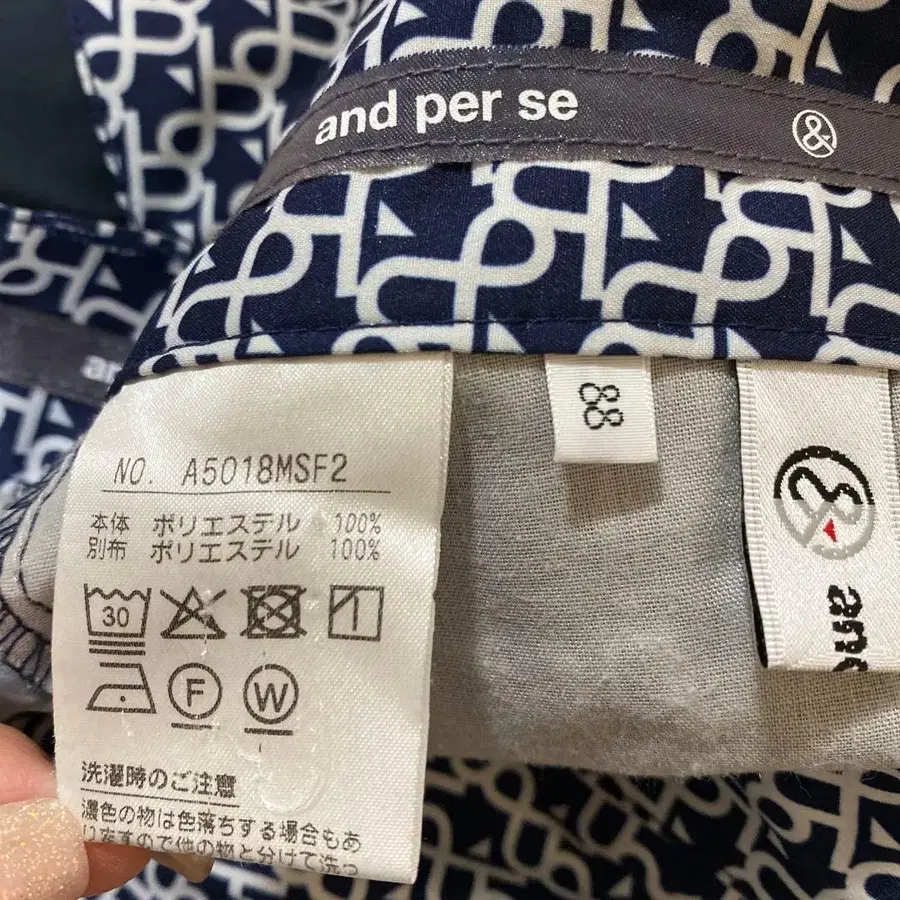 and per se &
88
&
NO. A5018MSF2
本体 ポリエステル 100%
別布 ポリエステル 100%
30
F W
洗濯時のご注意
濃色の物は色落ちする場合もあ
りますので他の物と分けて洗っ